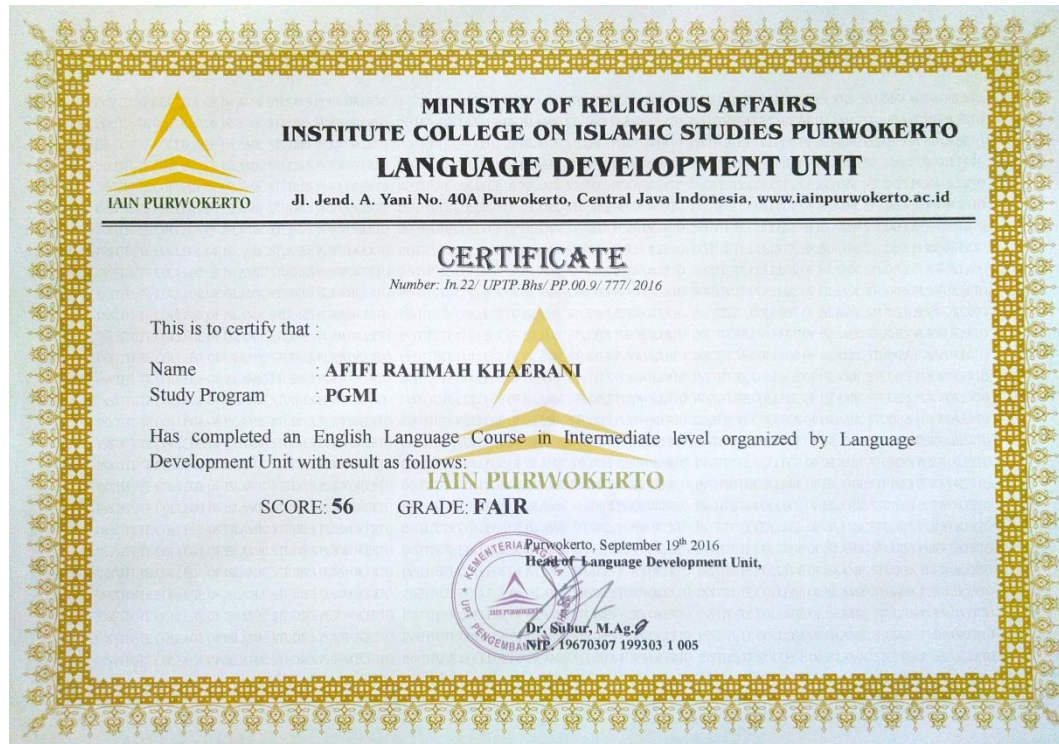 MINISTRY OF RELIGIOUS AFFAIRS
INSTITUTE COLLEGE ON ISLAMIC STUDIES PURWOKERTO
LANGUAGE DEVELOPMENT UNIT
IAIN PURWOKERTO
Jl. Jend. A. Yani No. 40A Purwokerto, Central Java Indonesia, www.iainpurwokerto.ac.id
CERTIFICATE
Number: In.22/ UPTP.Bhs/ PP.00.9/ 777/ 2016
This is to certify that :
Name : AFIFI RAHMAH KHAERANI
Study Program : PGMI
Has completed an English Language Course in Intermediate level organized by Language
Development Unit with result as follows:
IAIN PURWOKERTO
SCORE: 56 GRADE: FAIR
Purwokerto, September 19th 2016
Head of Language Development Unit,
KEMENTERIAN
UPT
IAIN PURWOKERTO
Dr. Subur, M.Ag.
NIP. 19670307 199303 1 005